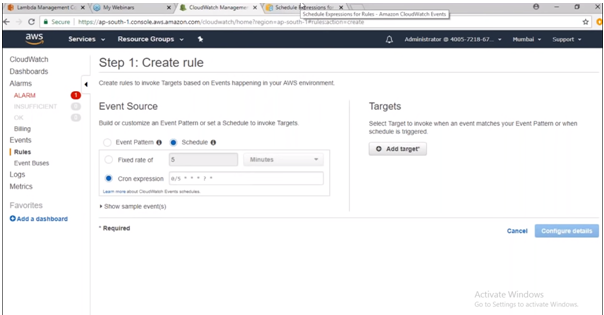 Lambda Management C
My Webinars
CloudWatch Managemen
Schedule Expressions for
Schedule Expressions for Rules - Amazon CloudWatch Events
Secure
https://ap-south-1.console.aws.amazon.com/cloudwatch/home?region=ap-south-1#rules:action=create
aws
Services
Resource Groups
Administrator @ 4005-7218-67...
Mumbai
Support
CloudWatch
Dashboards
Alarms
ALARM 1
INSUFFICIENT 0
OK 0
Billing
Events
Rules
Event Buses
Logs
Metrics
Favorites
Add a dashboard
Step 1: Create rule
Create rules to invoke Targets based on Events happening in your AWS environment.
Event Source
Build or customize an Event Pattern or set a Schedule to invoke Targets.
Event Pattern
Schedule
Fixed rate of 5 Minutes
Cron expression 0/5 * * * ? *
Learn more about CloudWatch Events schedules.
Show sample event(s)
* Required
Targets
Select Target to invoke when an event matches your Event Pattern or when
schedule is triggered.
Add target*
Cancel
Configure details
Activate Windows
Go to Settings to activate Windows.